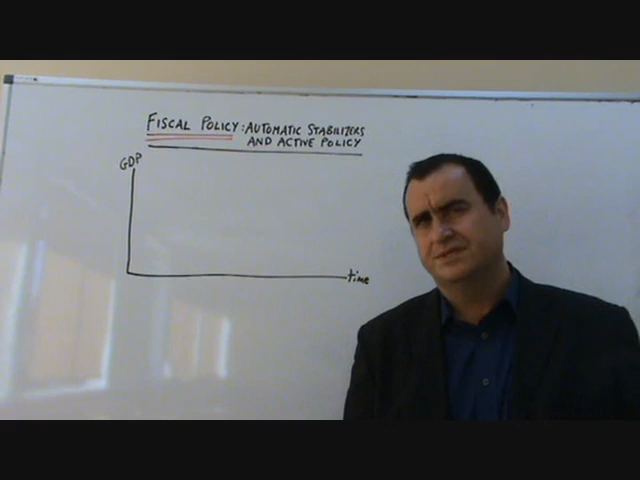 FISCAL POLICY: AUTOMATIC STABILIZERS
AND ACTIVE POLICY
GDP
time